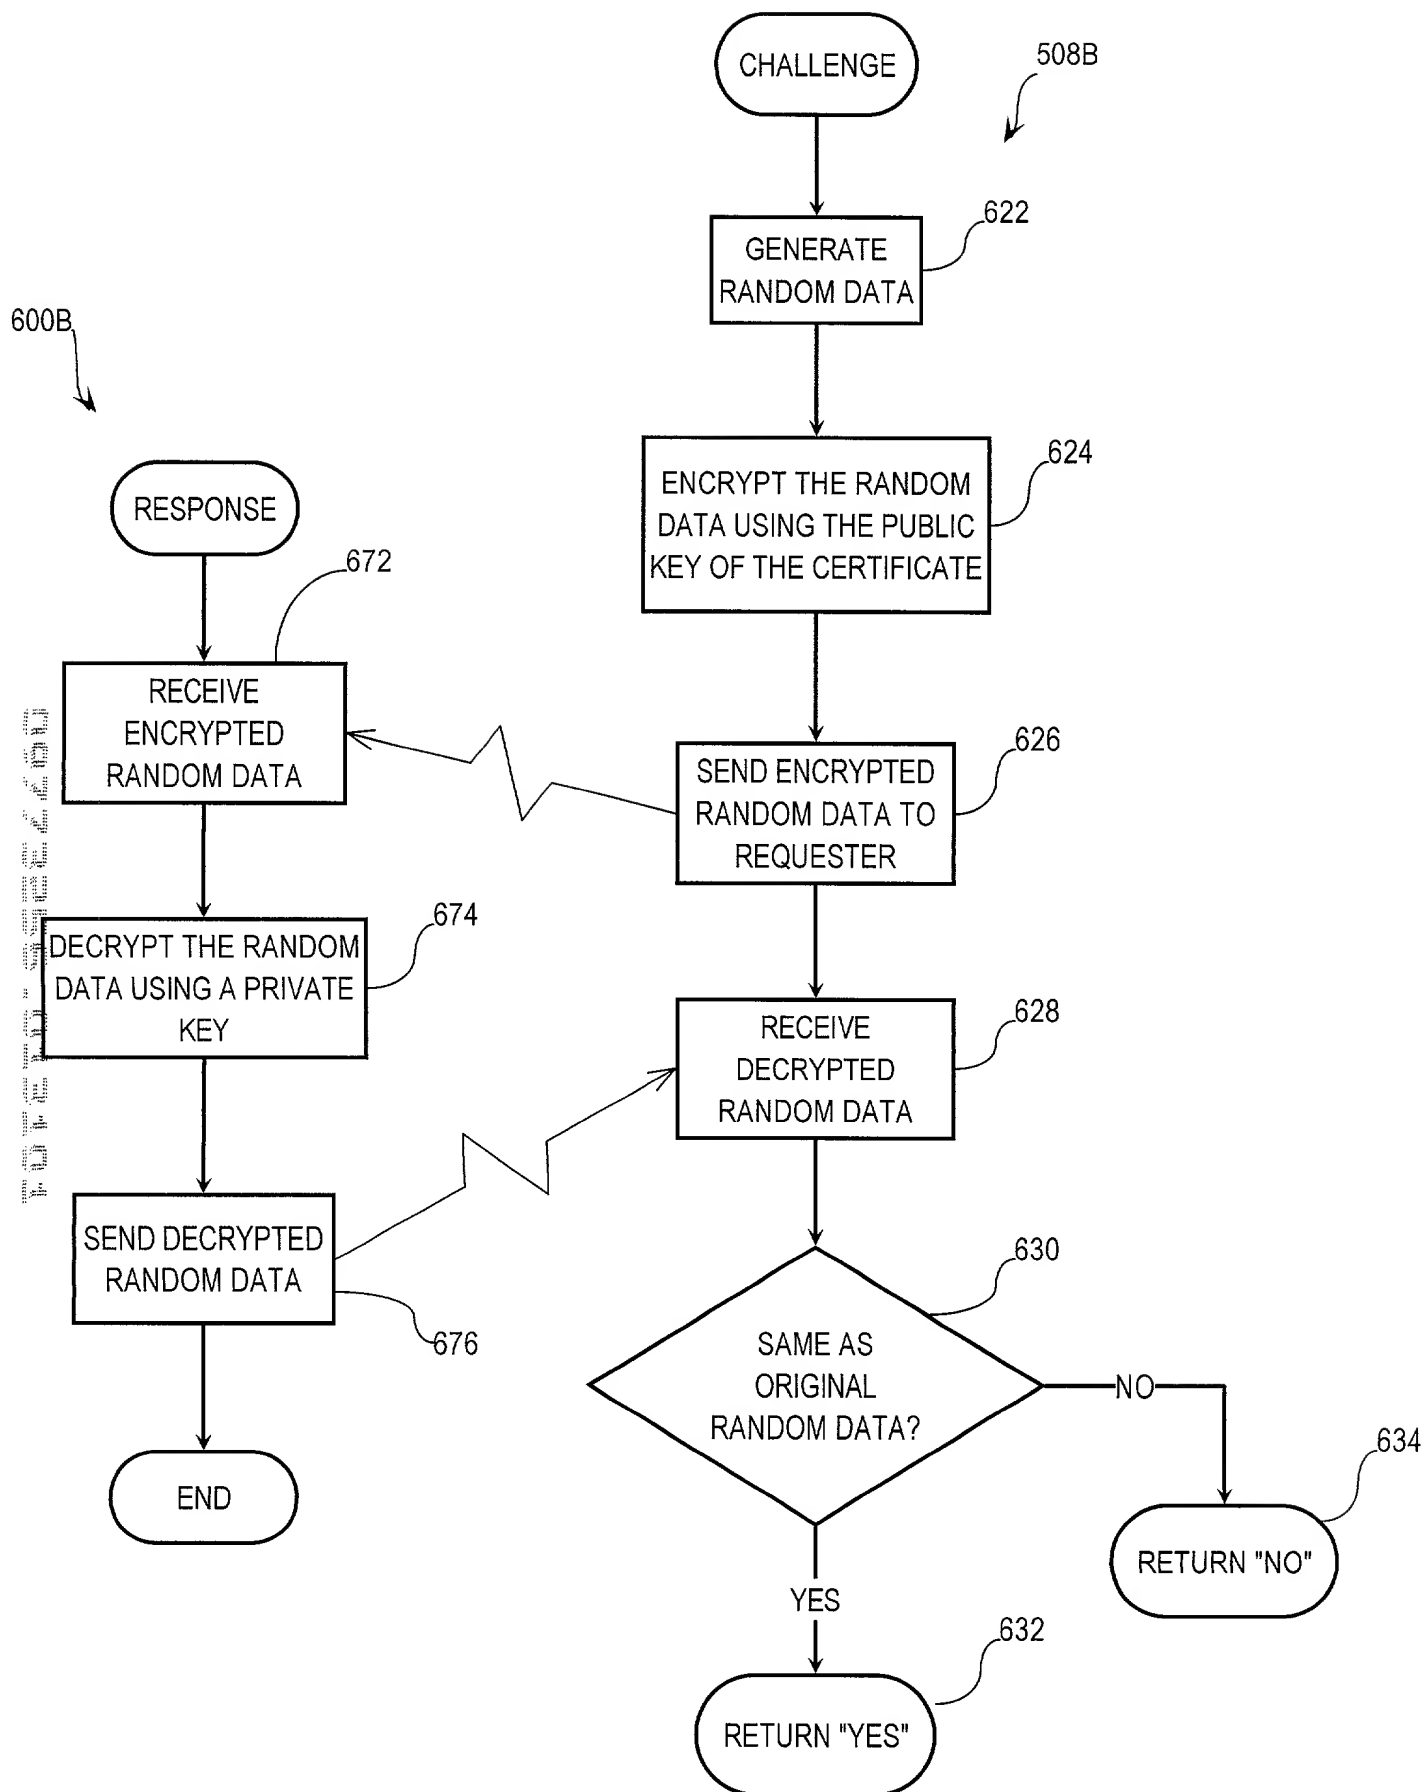 CHALLENGE
508B
622
GENERATE
RANDOM DATA
600B
624
ENCRYPT THE RANDOM
DATA USING THE PUBLIC
KEY OF THE CERTIFICATE
RESPONSE
672
RECEIVE
ENCRYPTED
RANDOM DATA
626
SEND ENCRYPTED
RANDOM DATA TO
REQUESTER
674
DECRYPT THE RANDOM
DATA USING A PRIVATE
KEY
628
RECEIVE
DECRYPTED
RANDOM DATA
SEND DECRYPTED
RANDOM DATA
676
630
SAME AS
ORIGINAL
RANDOM DATA?
NO
634
END
RETURN "NO"
YES
632
RETURN "YES"